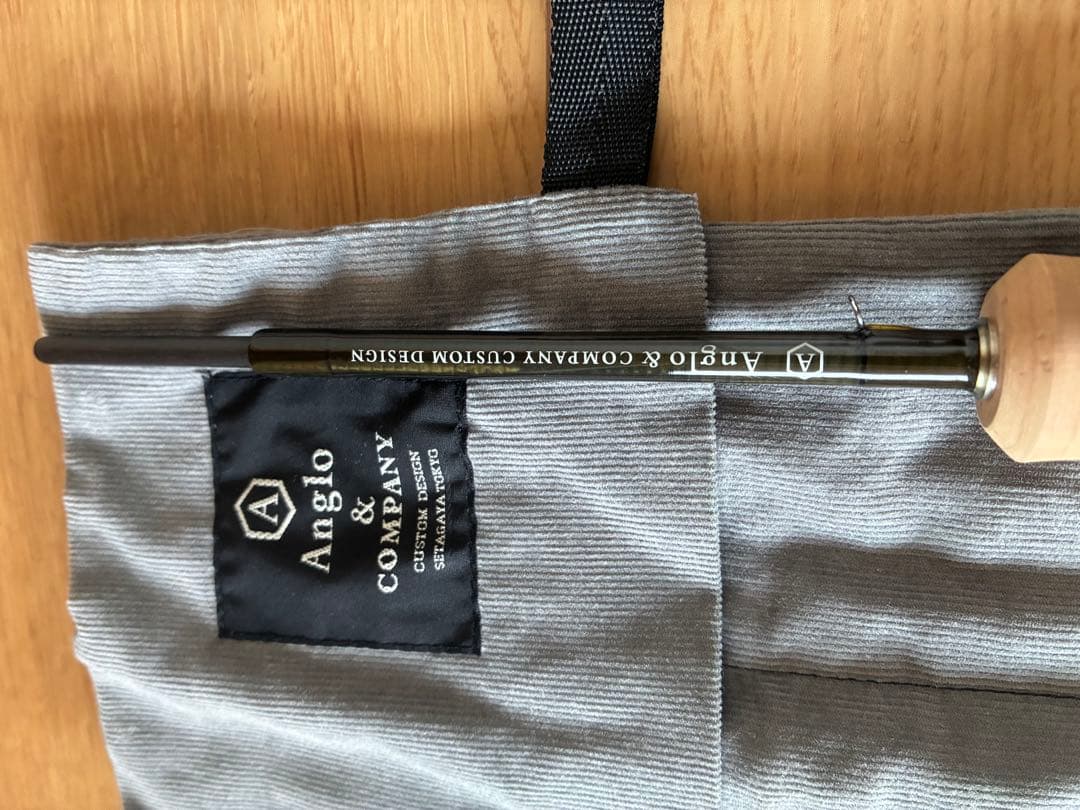 A Anglo & COMPANY CUSTOM DESIGN
A
Anglo
&
COMPANY
CUSTOM DESIGN
SETAGAYA TOKYO